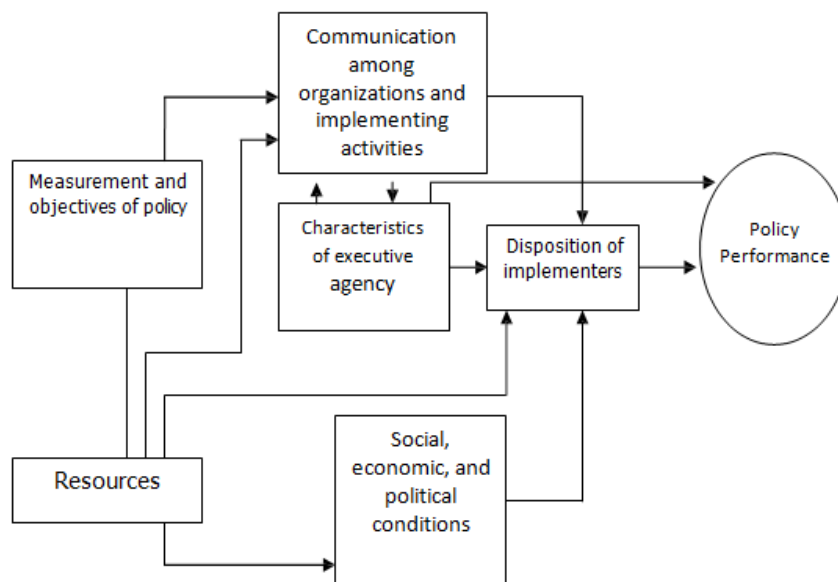 Communication
among
organizations and
implementing
activities
Measurement and
objectives of policy
Characteristics
of executive
agency
Disposition of
implementers
Policy
Performance
Resources
Social,
economic, and
political
conditions